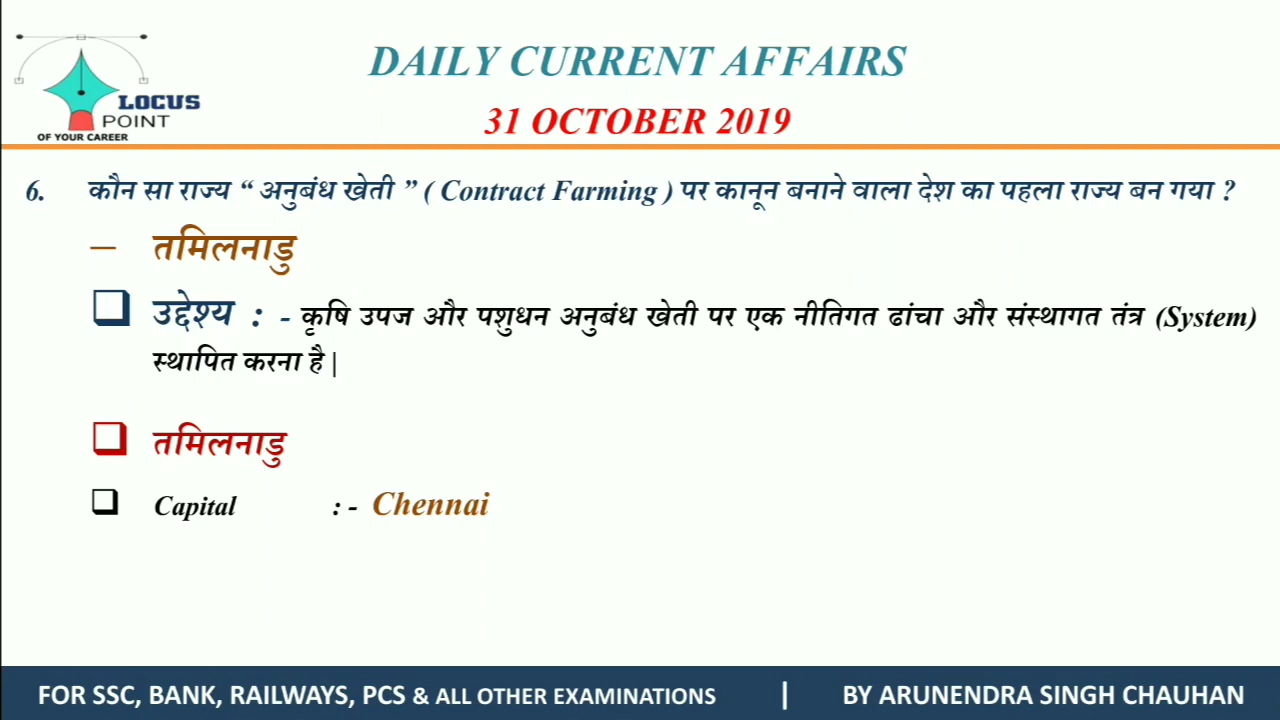 LOCUS
POINT
OF YOUR CAREER
DAILY CURRENT AFFAIRS
31 OCTOBER 2019
6. कौन सा राज्य “ अनुबंध खेती ” ( Contract Farming ) पर कानून बनाने वाला देश का पहला राज्य बन गया ?
– तमिलनाडु
❑ उद्देश्य : - कृषि उपज और पशुधन अनुबंध खेती पर एक नीतिगत ढांचा और संस्थागत तंत्र (System)
स्थापित करना है |
❑ तमिलनाडु
❑ Capital : - Chennai
FOR SSC, BANK, RAILWAYS, PCS & ALL OTHER EXAMINATIONS | BY ARUNENDRA SINGH CHAUHAN